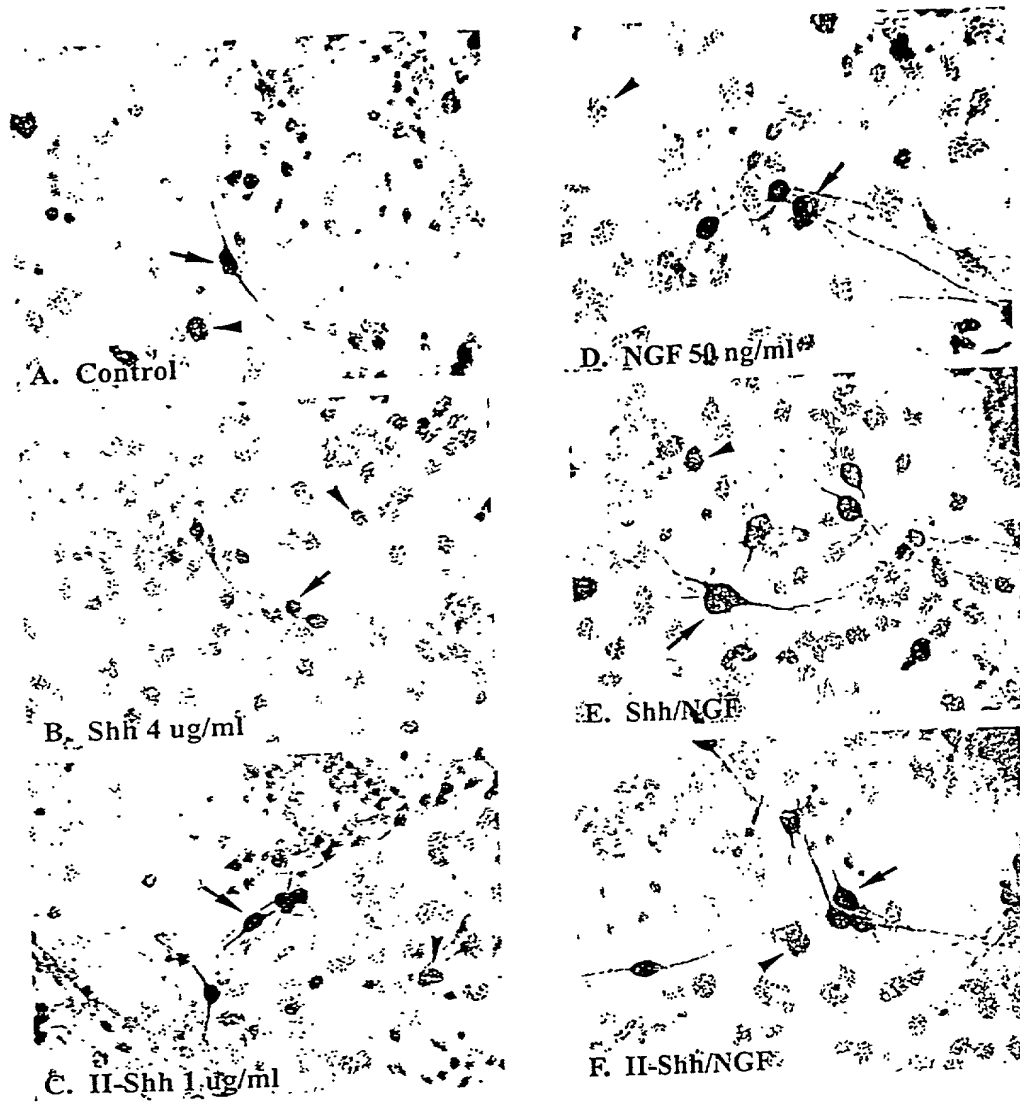 A. Control
B. Shh 4 ug/ml
C. II-Shh 1 ug/ml
D. NGF 50 ng/ml
E. Shh/NGF
F. II-Shh/NGF